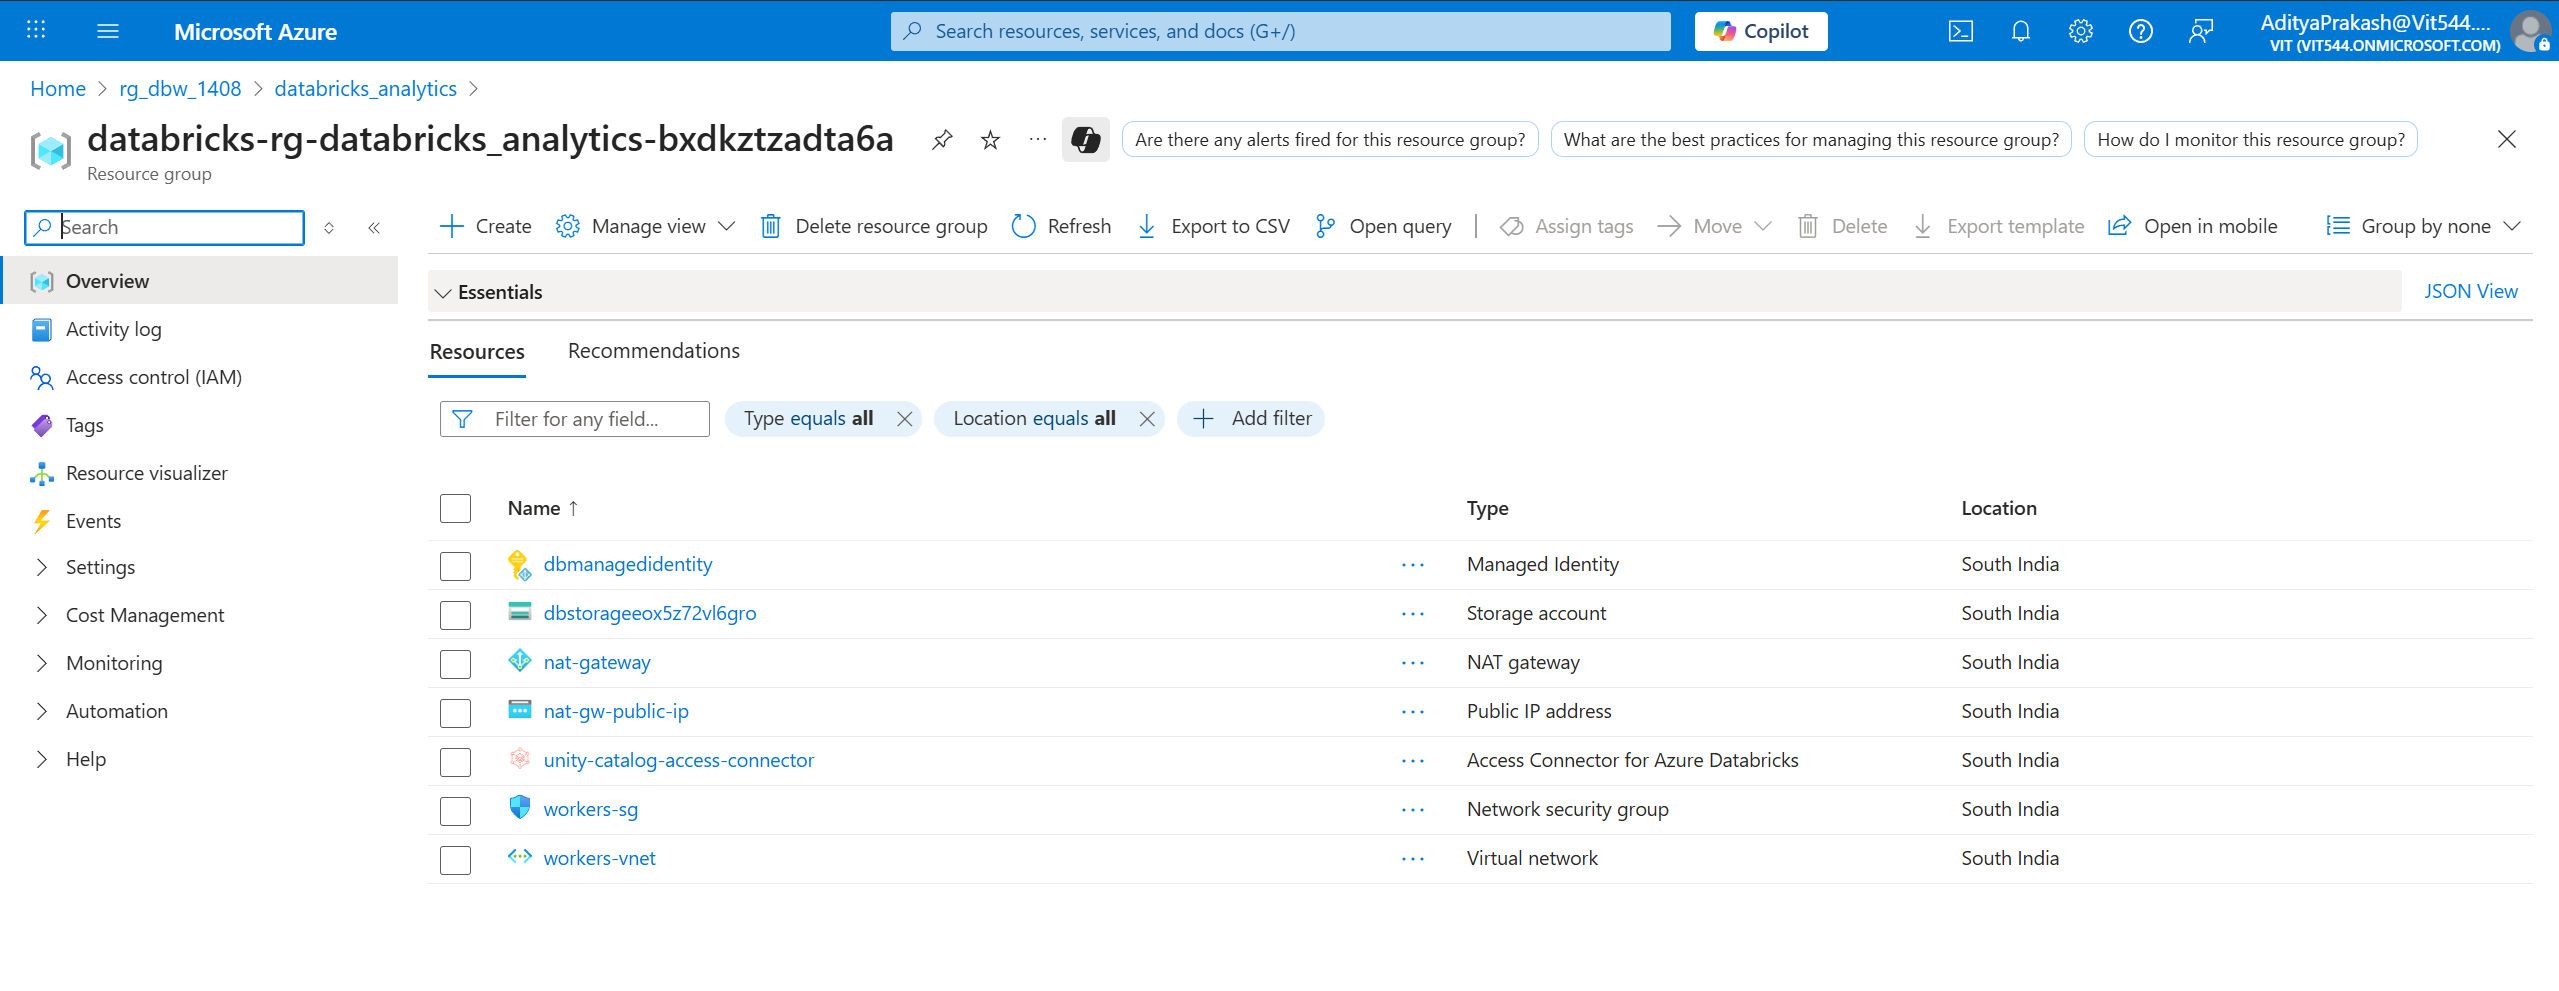 Microsoft Azure
Search resources, services, and docs (G+/)
Copilot
AdityaPrakash@Vit544....
VIT (VIT544.ONMICROSOFT.COM)
Home > rg_dbw_1408 > databricks_analytics >
databricks-rg-databricks_analytics-bxdkztzadta6a
Resource group
Are there any alerts fired for this resource group?
What are the best practices for managing this resource group?
How do I monitor this resource group?
Search
Create
Manage view
Delete resource group
Refresh
Export to CSV
Open query
Assign tags
Move
Delete
Export template
Open in mobile
Group by none
Overview
Activity log
Access control (IAM)
Tags
Resource visualizer
Events
Settings
Cost Management
Monitoring
Automation
Help
Essentials
JSON View
Resources
Recommendations
Filter for any field...
Type equals all
Location equals all
Add filter
Name ↑ Type Location
dbmanagedidentity ... Managed Identity South India
dbstorageeox5z72vl6gro ... Storage account South India
nat-gateway ... NAT gateway South India
nat-gw-public-ip ... Public IP address South India
unity-catalog-access-connector ... Access Connector for Azure Databricks South India
workers-sg ... Network security group South India
workers-vnet ... Virtual network South India